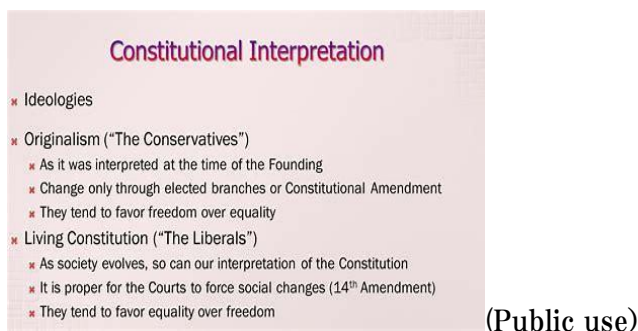 Constitutional Interpretation
Ideologies
Originalism ("The Conservatives")
As it was interpreted at the time of the Founding
Change only through elected branches or Constitutional Amendment
They tend to favor freedom over equality
Living Constitution ("The Liberals")
As society evolves, so can our interpretation of the Constitution
It is proper for the Courts to force social changes (14th Amendment)
They tend to favor equality over freedom
(Public use)